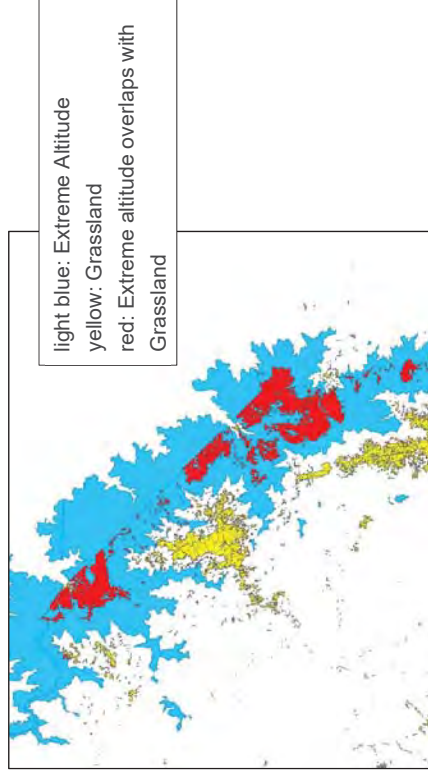 light blue: Extreme Altitude
yellow: Grassland
red: Extreme altitude overlaps with
Grassland